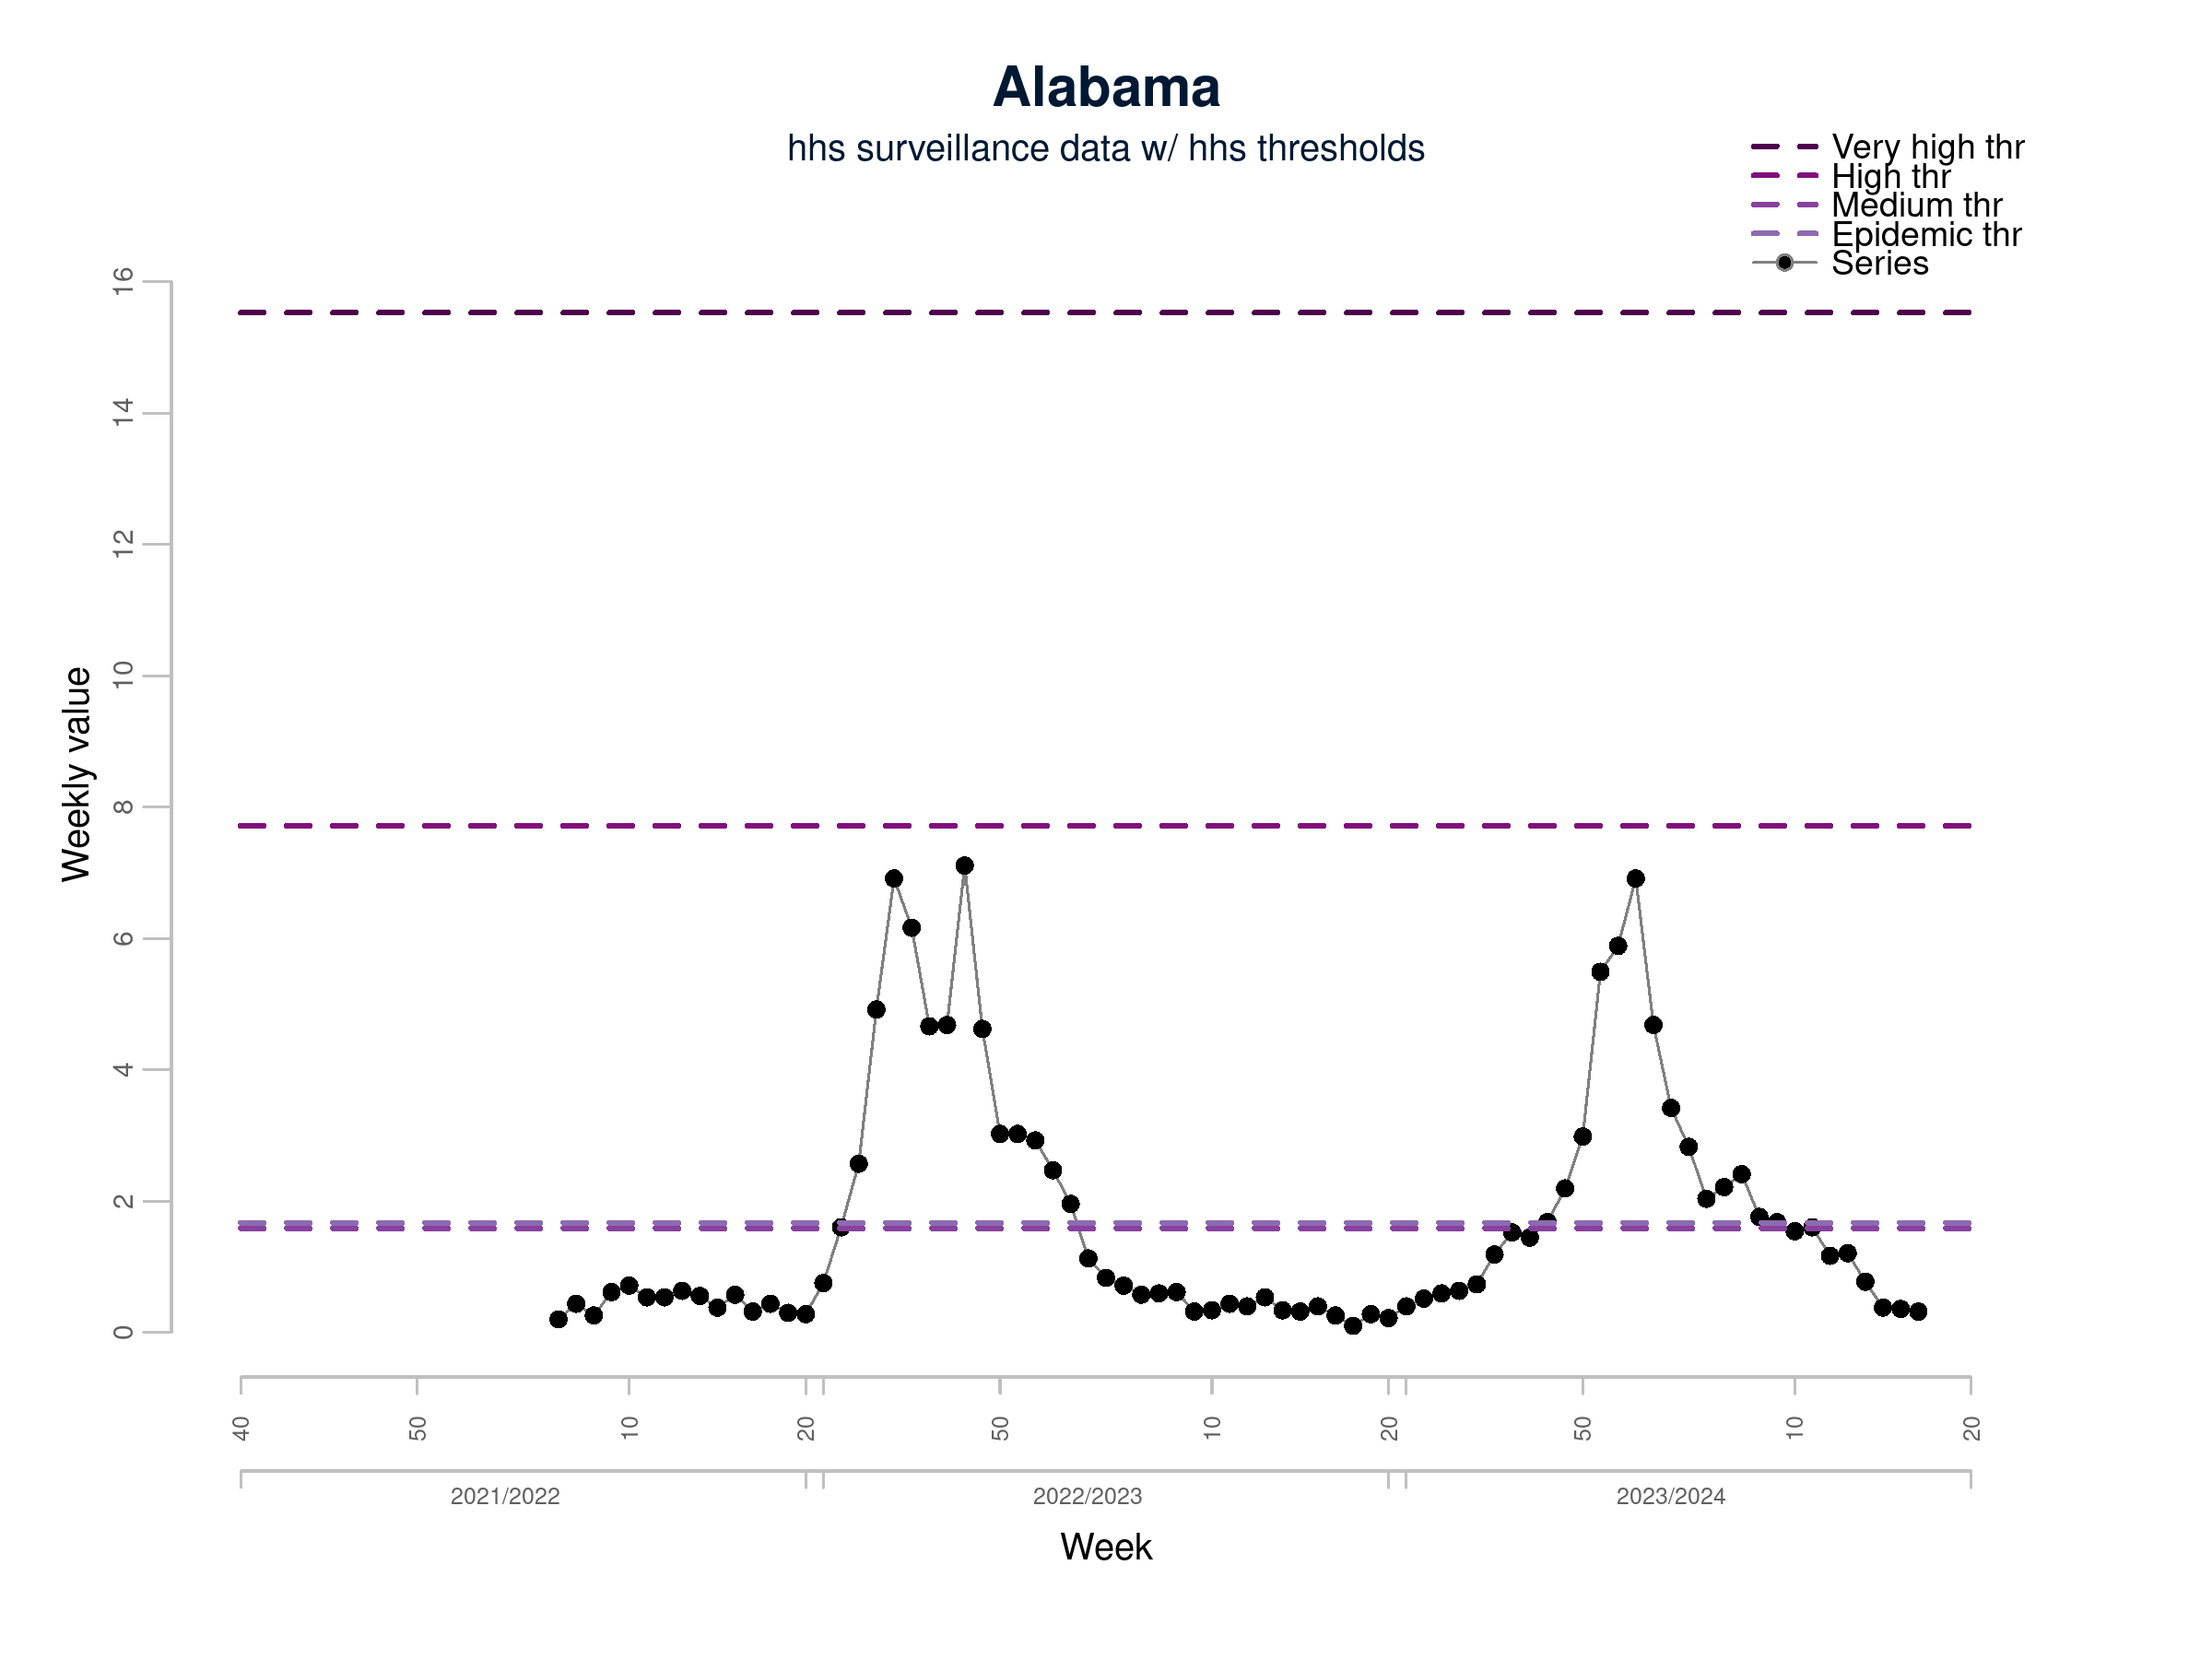 Alabama
hhs surveillance data w/ hhs thresholds
Very high thr
High thr
Medium thr
Epidemic thr
Series
Weekly value
16
14
12
10
8
6
4
2
0
40 50 10 20 50 10 20 50 10 20
2021/2022 2022/2023 2023/2024
Week